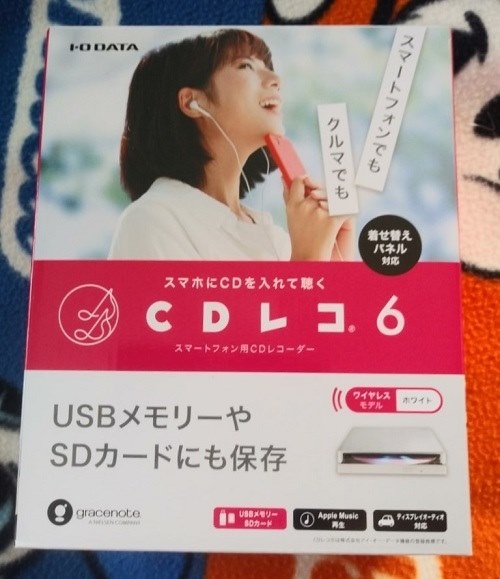 I-O DATA
スマートフォンでも
クルマでも
着せ替え
パネル
対応
スマホにCDを入れて聴く
CDレコ® 6
スマートフォン用CDレコーダー
ワイヤレス
モデル
ホワイト
USBメモリーや
SDカードにも保存
gracenote.
A NIELSEN COMPANY
USBメモリー
SDカード
Apple Music
再生
ディスプレイオーディオ
対応